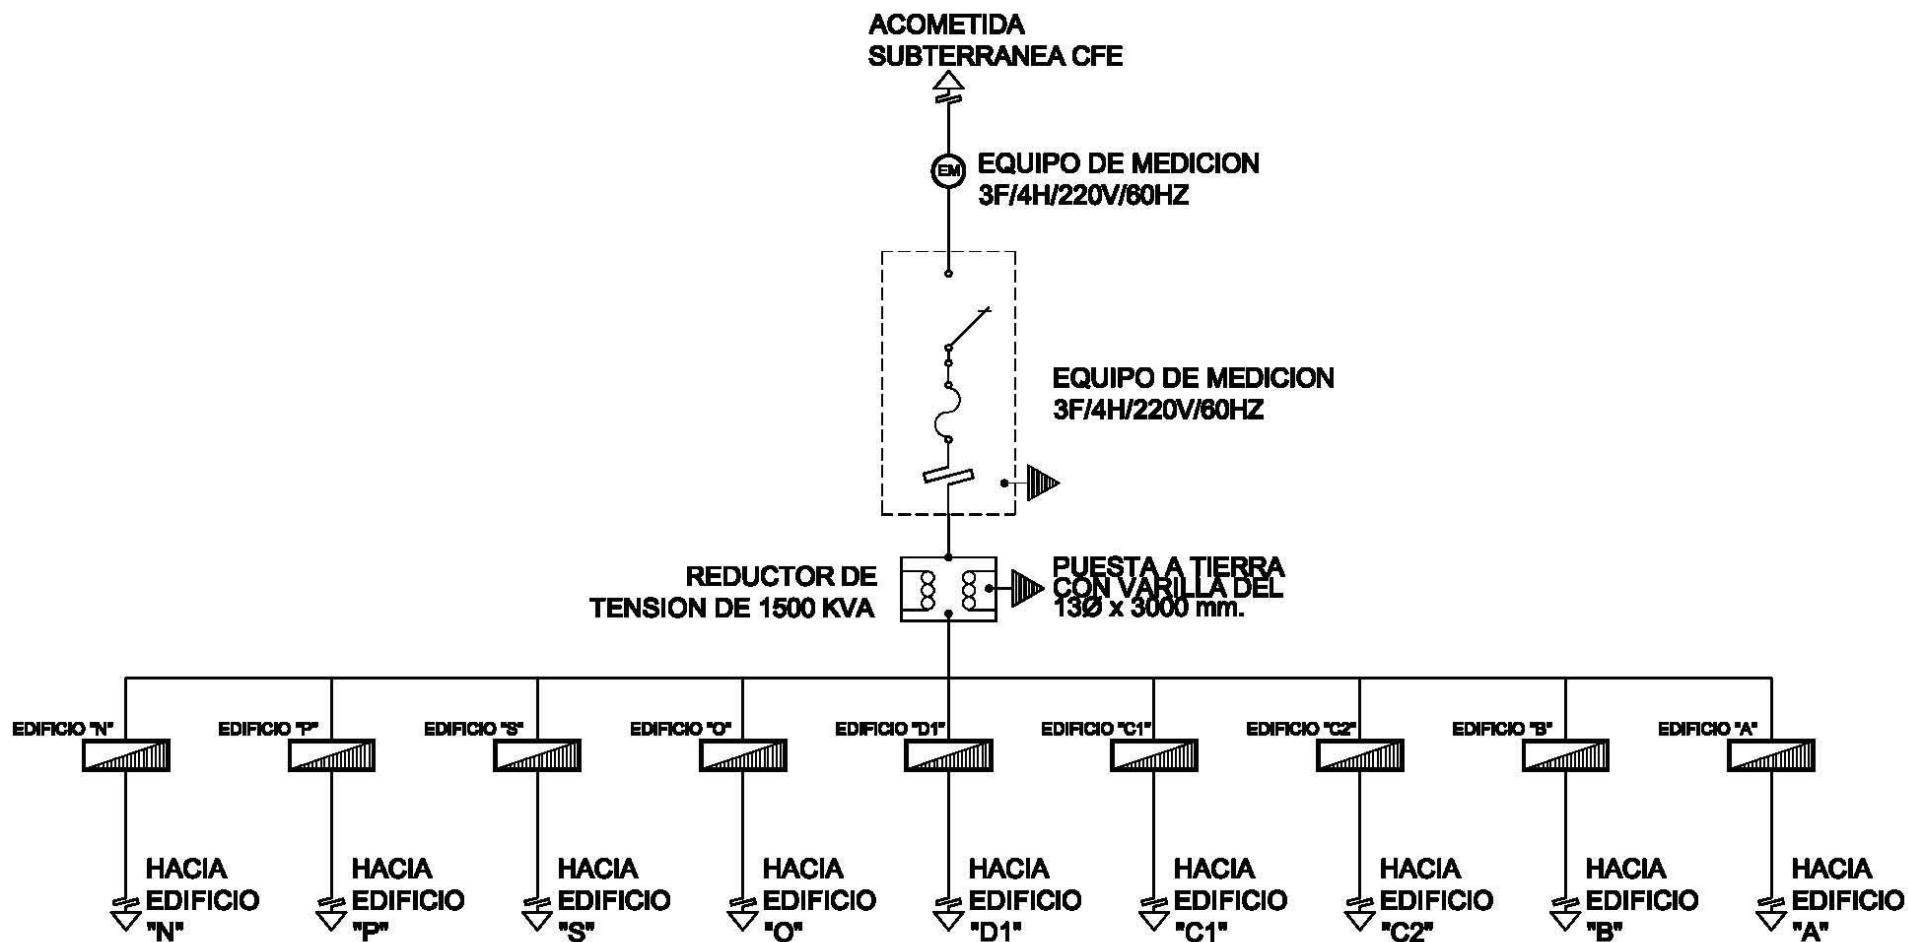 ACOMETIDA
SUBTERRANEA CFE
EM
EQUIPO DE MEDICION
3F/4H/220V/60HZ
EQUIPO DE MEDICION
3F/4H/220V/60HZ
REDUCTOR DE
TENSION DE 1500 KVA
PUESTA A TIERRA
CON VARILLA DEL
13Ø x 3000 mm.
EDIFICIO "N"
EDIFICIO "P"
EDIFICIO "S"
EDIFICIO "O"
EDIFICIO "D1"
EDIFICIO "C1"
EDIFICIO "C2"
EDIFICIO "B"
EDIFICIO "A"
HACIA
EDIFICIO
"N"
HACIA
EDIFICIO
"P"
HACIA
EDIFICIO
"S"
HACIA
EDIFICIO
"O"
HACIA
EDIFICIO
"D1"
HACIA
EDIFICIO
"C1"
HACIA
EDIFICIO
"C2"
HACIA
EDIFICIO
"B"
HACIA
EDIFICIO
"A"